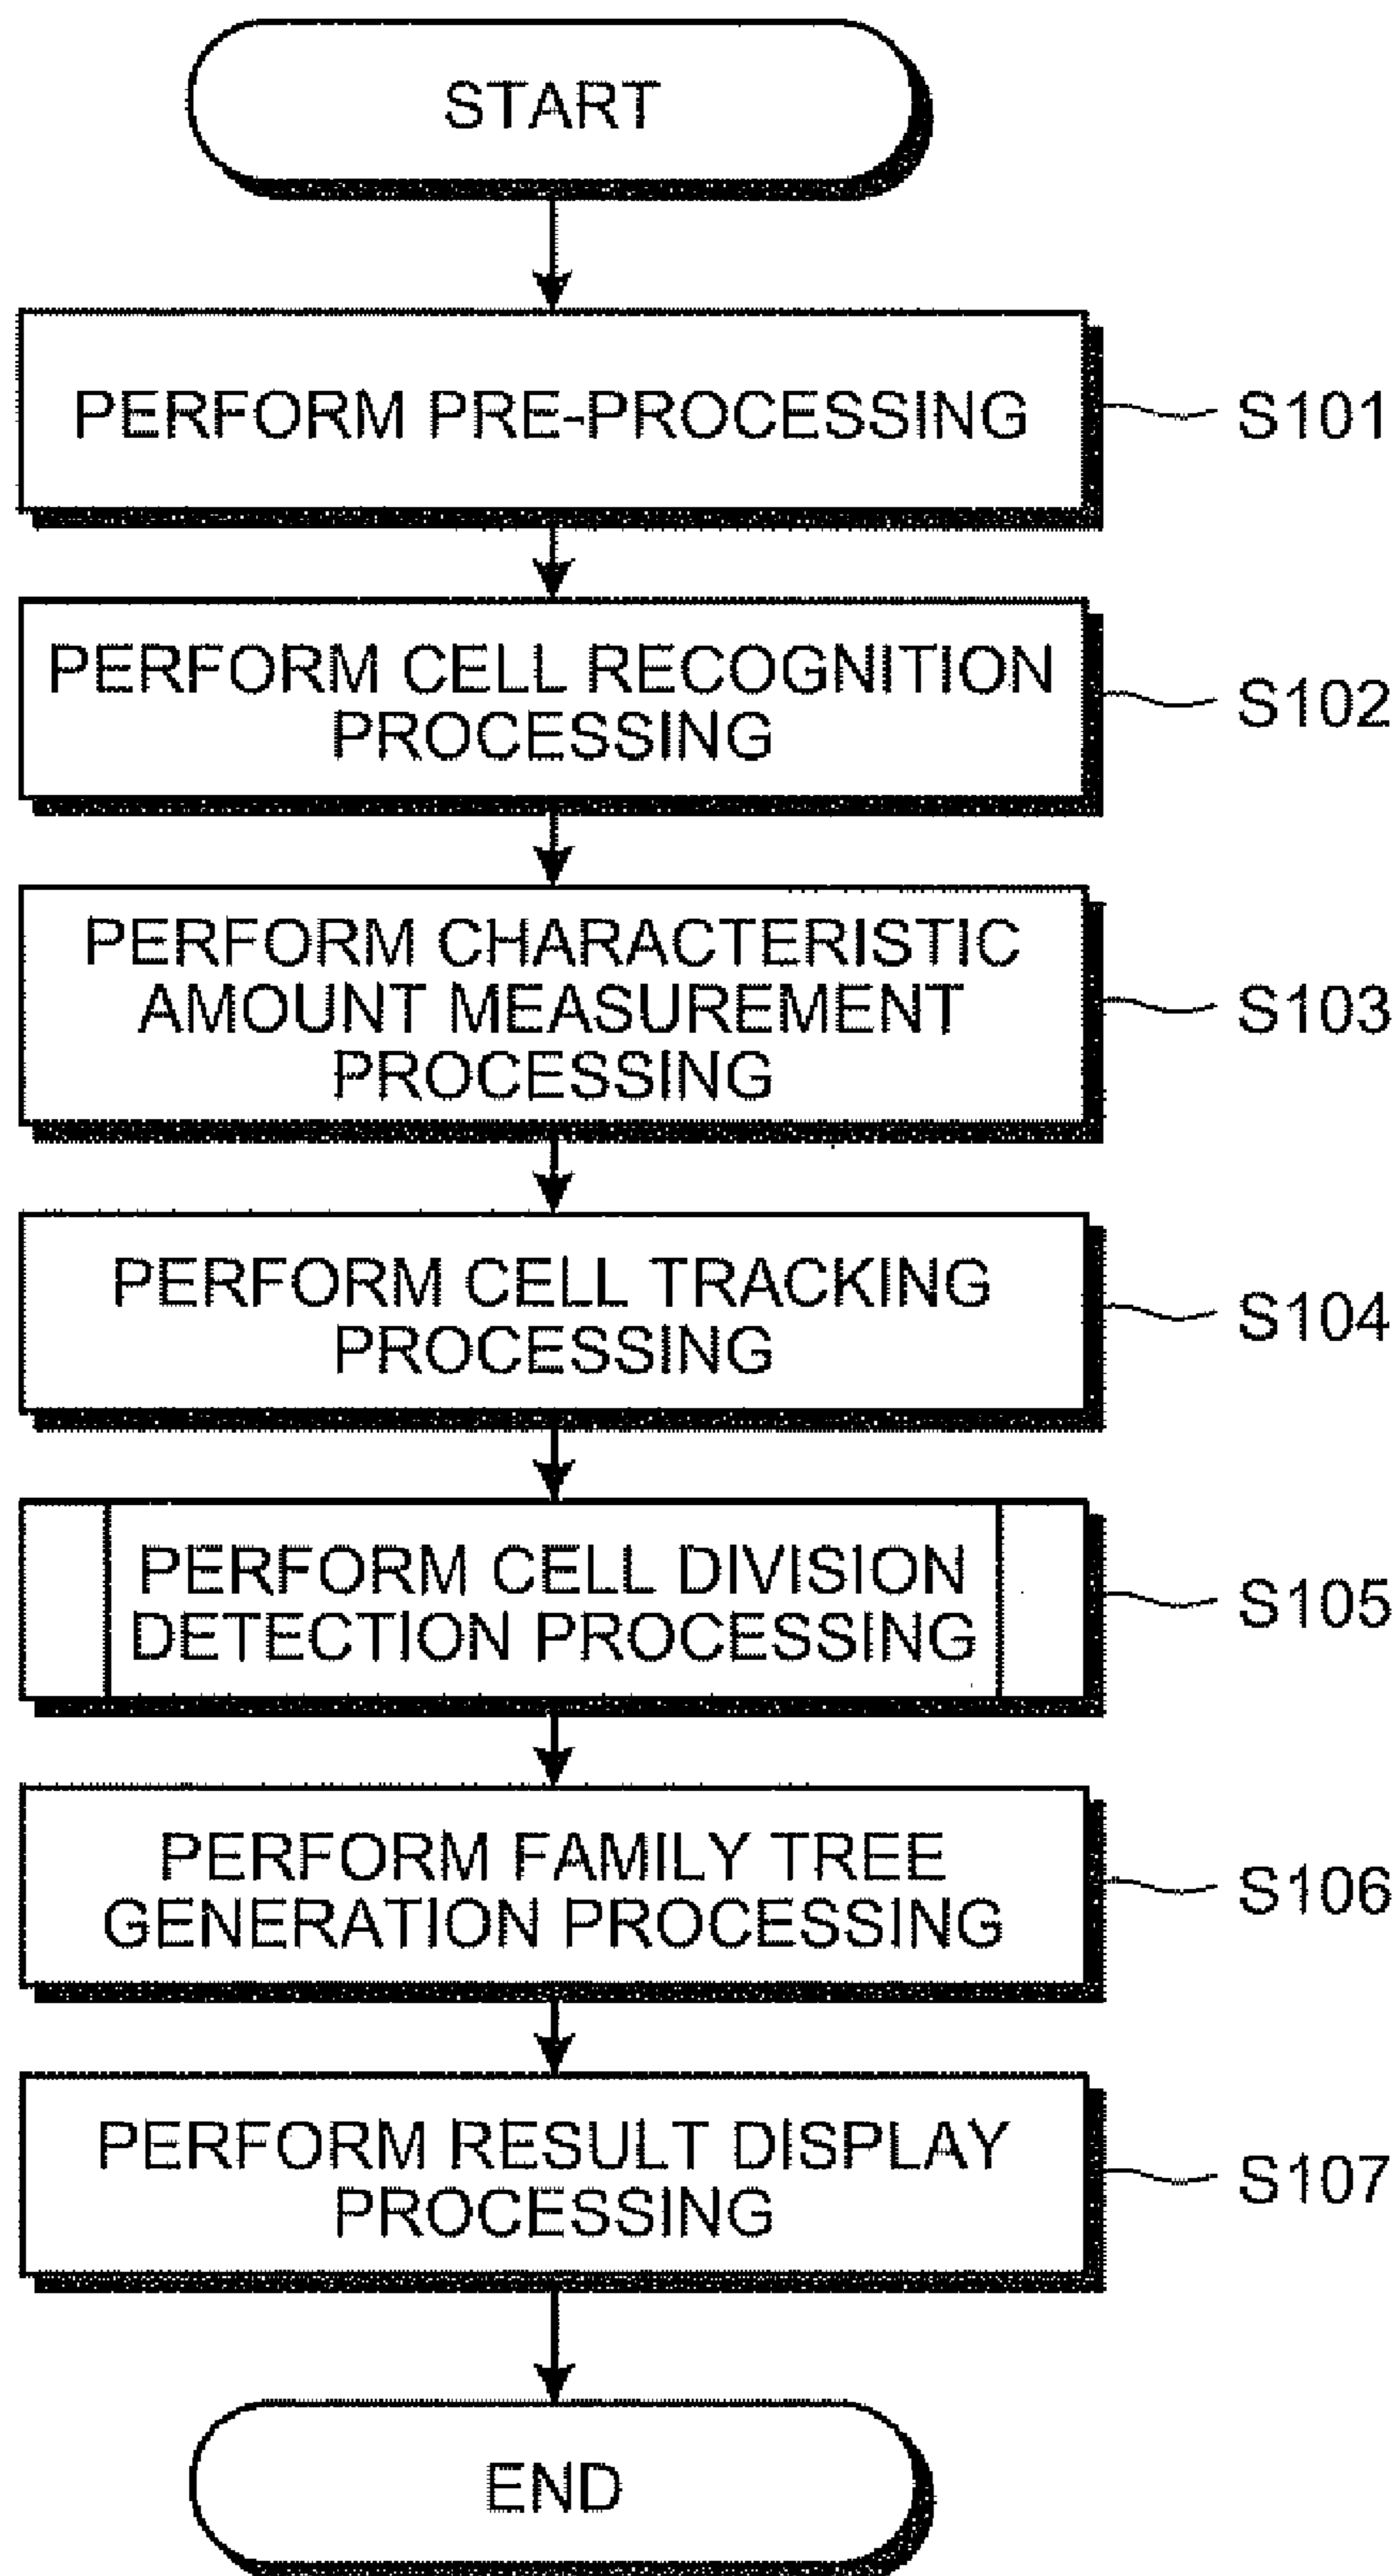 START
PERFORM PRE-PROCESSING
S101
PERFORM CELL RECOGNITION
PROCESSING
S102
PERFORM CHARACTERISTIC
AMOUNT MEASUREMENT
PROCESSING
S103
PERFORM CELL TRACKING
PROCESSING
S104
PERFORM CELL DIVISION
DETECTION PROCESSING
S105
PERFORM FAMILY TREE
GENERATION PROCESSING
S106
PERFORM RESULT DISPLAY
PROCESSING
S107
END